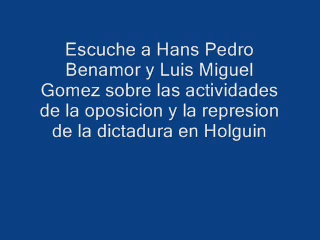 Escuche a Hans Pedro
Benamor y Luis Miguel
Gomez sobre las actividades
de la oposicion y la represion
de la dictadura en Holguin